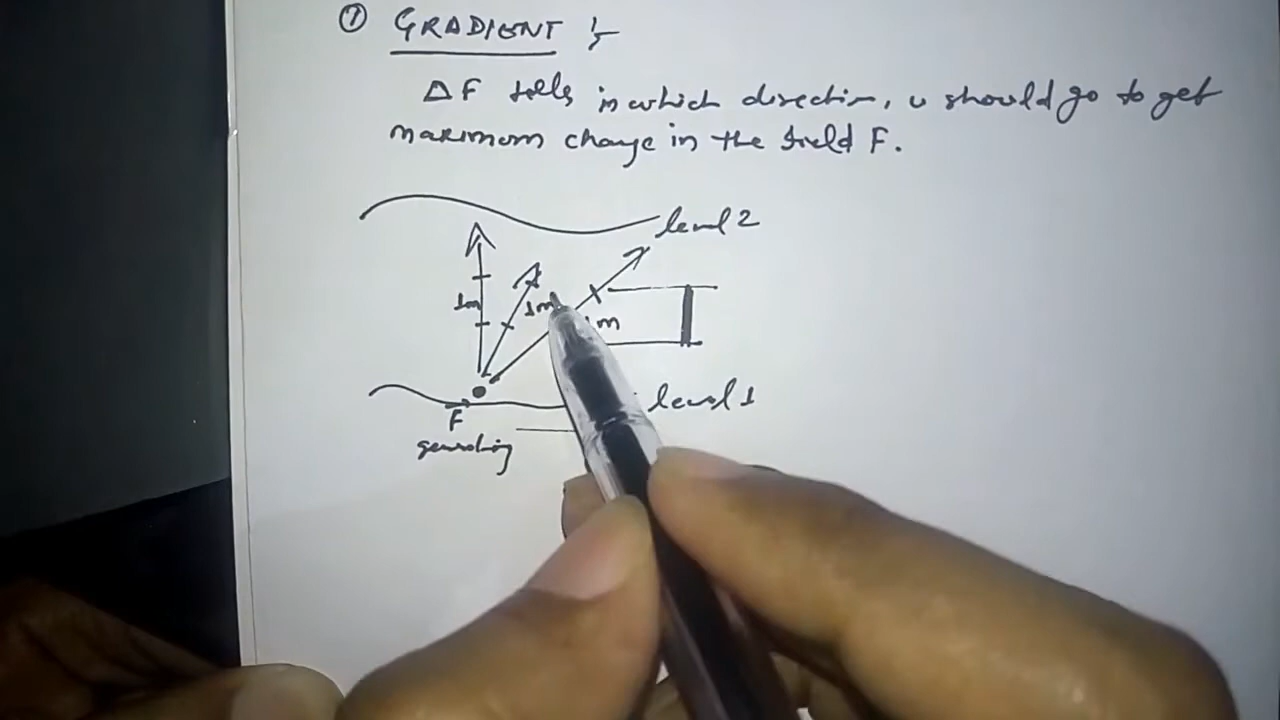 ① GRADIENT :-
ΔF tells in which direction, u should go to get
maximum change in the field F.
level 2
1m
1m
1m
level 1
F